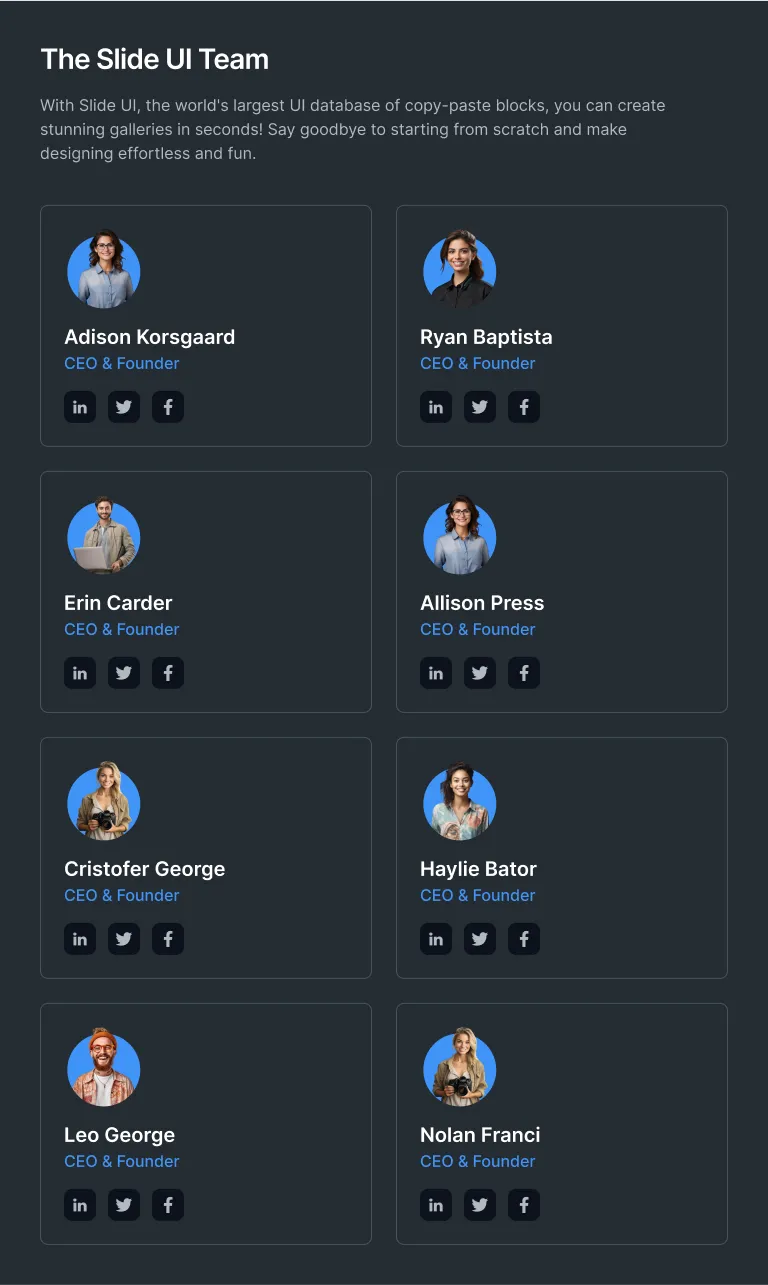 The Slide UI Team
With Slide UI, the world's largest UI database of copy-paste blocks, you can create
stunning galleries in seconds! Say goodbye to starting from scratch and make
designing effortless and fun.
Adison Korsgaard
CEO & Founder
in
Ryan Baptista
CEO & Founder
in
Erin Carder
CEO & Founder
in
Allison Press
CEO & Founder
in
Cristofer George
CEO & Founder
in
Haylie Bator
CEO & Founder
in
Leo George
CEO & Founder
in
Nolan Franci
CEO & Founder
in